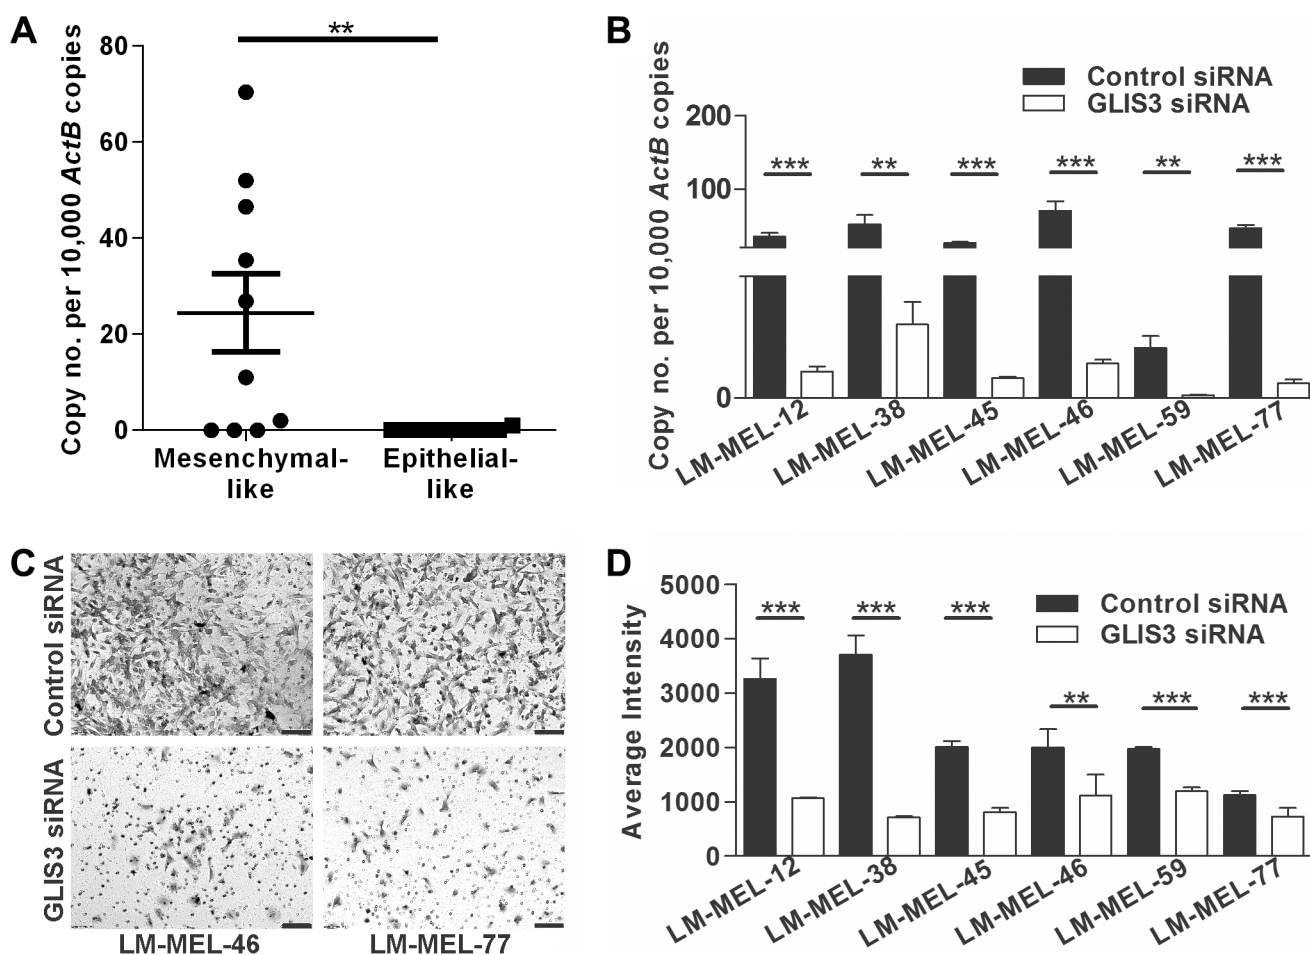 A
**
Copy no. per 10,000 ActB copies
80
60
40
20
0
Mesenchymal-
like
Epithelial-
like
B
Control siRNA
GLIS3 siRNA
Copy no. per 10,000 ActB copies
200
100
0
*** ** *** *** ** ***
LM-MEL-12
LM-MEL-38
LM-MEL-45
LM-MEL-46
LM-MEL-59
LM-MEL-77
C
Control siRNA
GLIS3 siRNA
LM-MEL-46
LM-MEL-77
D
Control siRNA
GLIS3 siRNA
Average Intensity
5000
4000
3000
2000
1000
0
*** *** *** ** *** ***
LM-MEL-12
LM-MEL-38
LM-MEL-45
LM-MEL-46
LM-MEL-59
LM-MEL-77